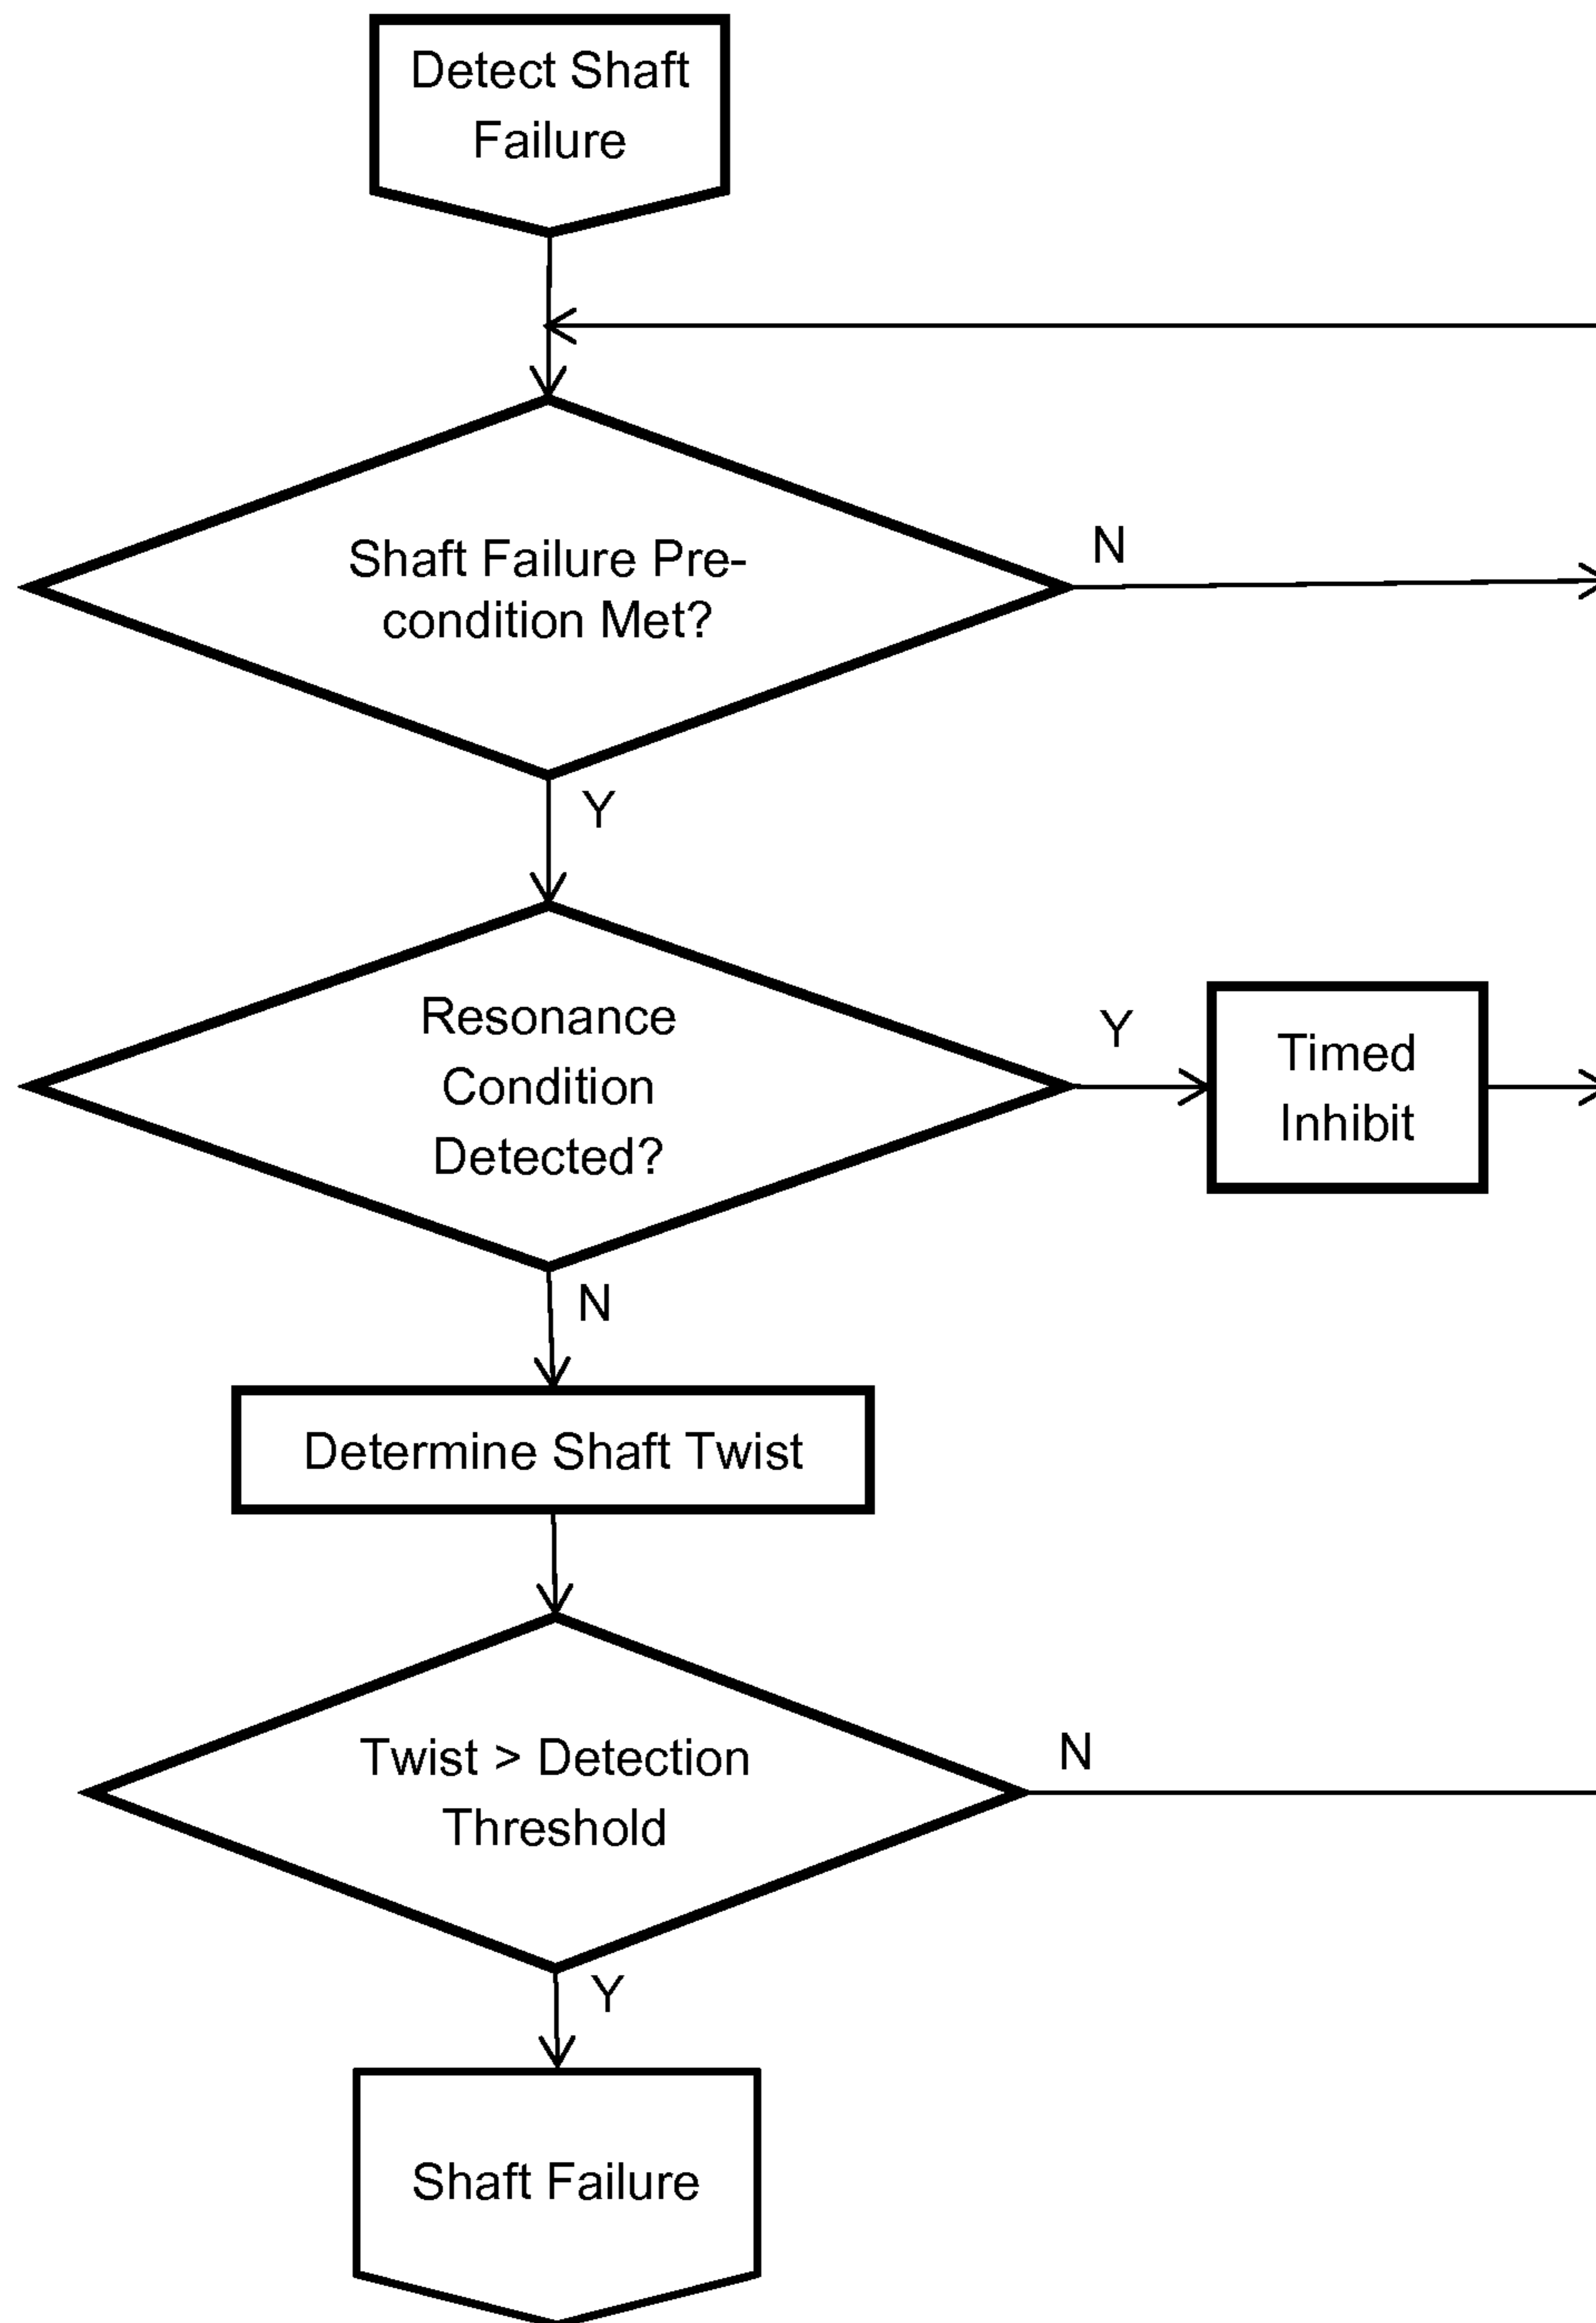 Detect Shaft
Failure
Shaft Failure Pre-
condition Met?
N
Y
Resonance
Condition
Detected?
Y
Timed
Inhibit
N
Determine Shaft Twist
Twist > Detection
Threshold
N
Y
Shaft Failure